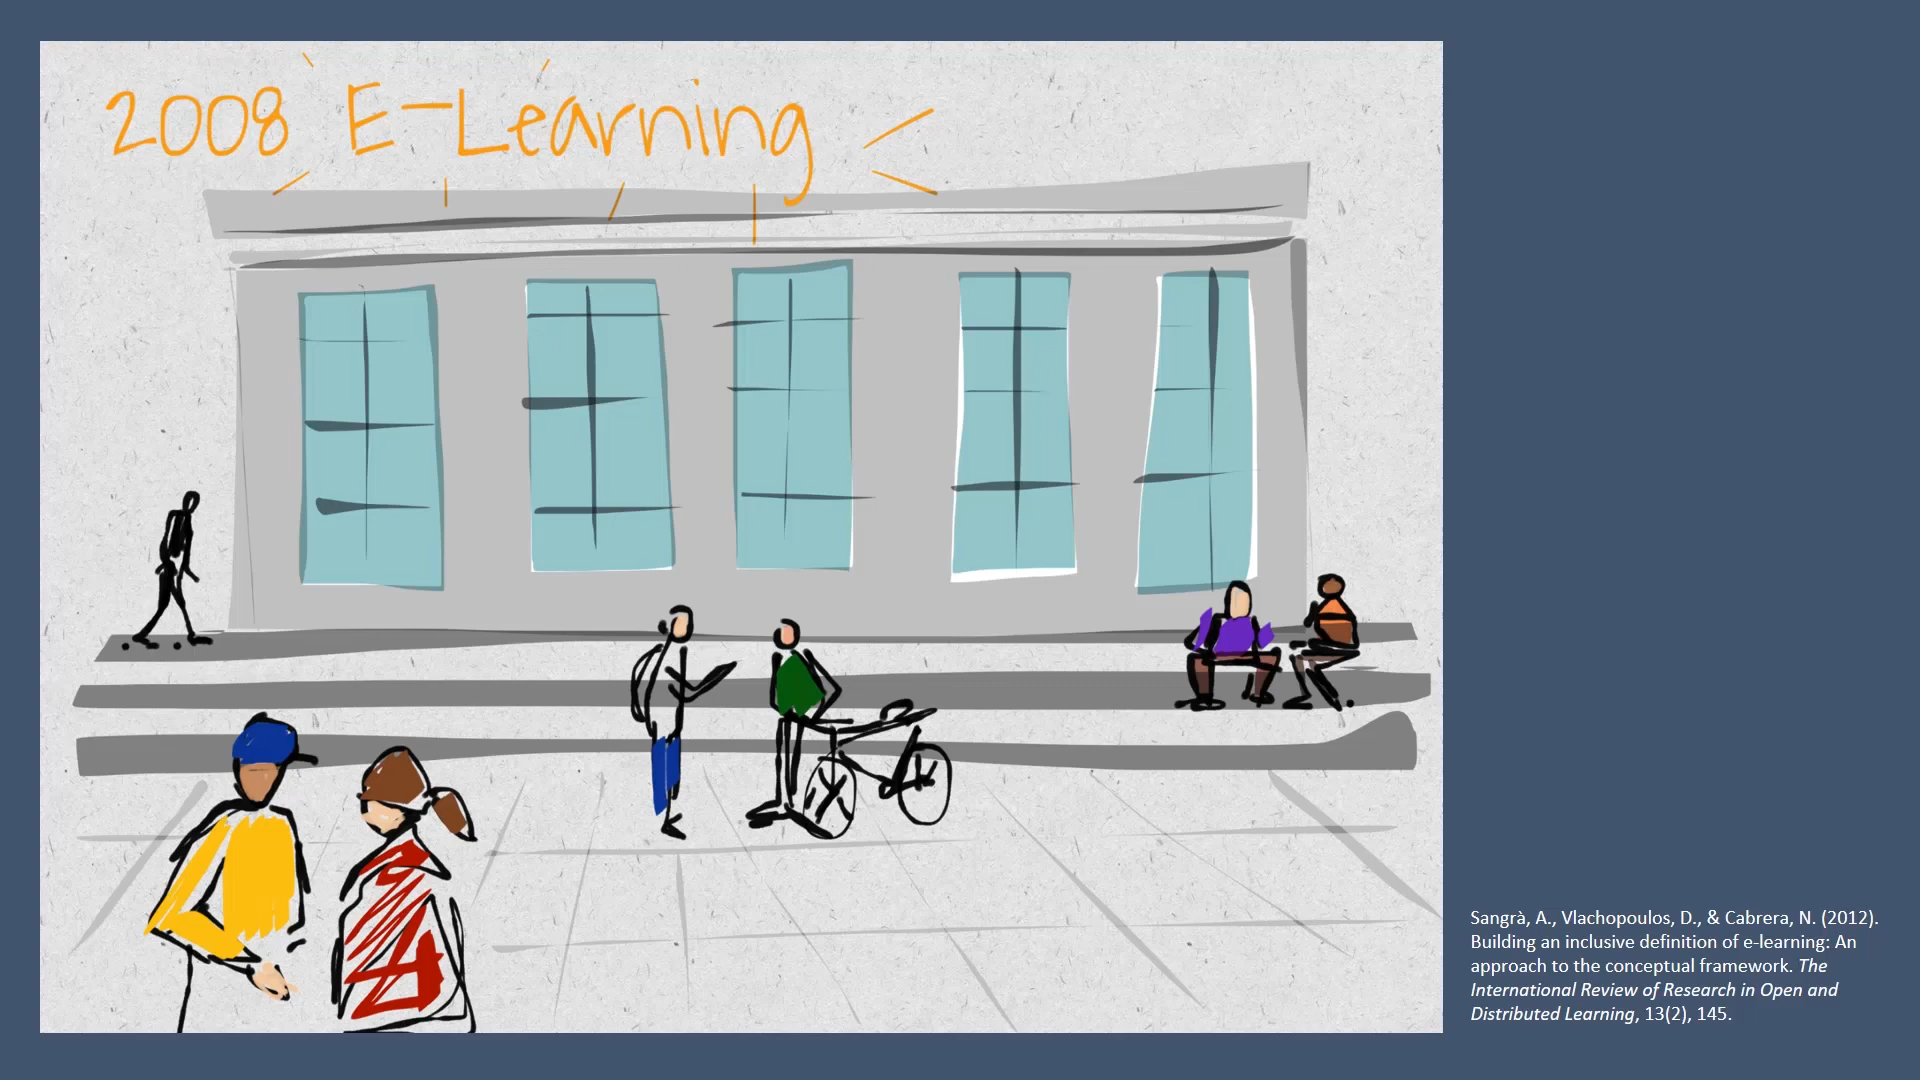 2008 E-Learning
Sangrà, A., Vlachopoulos, D., & Cabrera, N. (2012).
Building an inclusive definition of e-learning: An
approach to the conceptual framework. The
International Review of Research in Open and
Distributed Learning, 13(2), 145.